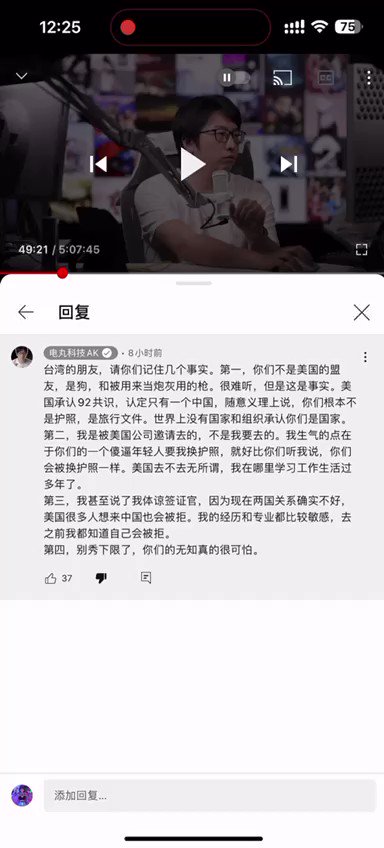 12:25
75
CC
49:21 / 5:07:45
回复
电丸科技AK · 8小时前
台湾的朋友，请你们记住几个事实。第一，你们不是美国的盟
友，是狗，和被用来当炮灰用的枪。很难听，但是这是事实。美
国承认92共识，认定只有一个中国，随意义理上说，你们根本不
是护照，是旅行文件。世界上没有国家和组织承认你们是国家。
第二，我是被美国公司邀请去的，不是我要去的。我生气的点在
于你们的一个傻逼年轻人要我换护照，就好比你们听我说，你们
会被换护照一样。美国去不去无所谓，我在哪里学习工作生活过
多年了。
第三，我甚至说了我体谅签证官，因为现在两国关系确实不好，
美国很多人想来中国也会被拒。我的经历和专业都比较敏感，去
之前我都知道自己会被拒。
第四，别秀下限了，你们的无知真的很可怕。
37
添加回复...